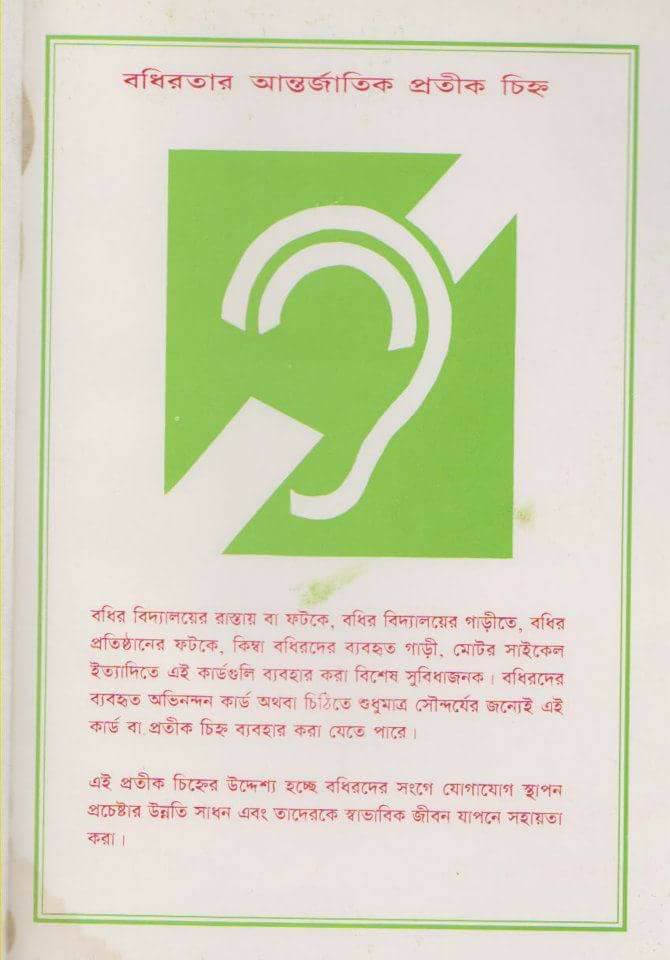 বধিরতার আন্তর্জাতিক প্রতীক চিহ্ন
বধির বিদ্যালয়ের রাস্তায় বা ফটকে, বধির বিদ্যালয়ের গাড়ীতে, বধির
প্রতিষ্ঠানের ফটকে, কিম্বা বধিরদের ব্যবহৃত গাড়ী, মোটর সাইকেল
ইত্যাদিতে এই কার্ডগুলি ব্যবহার করা বিশেষ সুবিধাজনক। বধিরদের
ব্যবহৃত অভিনন্দন কার্ড অথবা চিঠিতে শুধুমাত্র সৌন্দর্যের জন্যেই এই
কার্ড বা প্রতীক চিহ্ন ব্যবহার করা যেতে পারে।
এই প্রতীক চিহ্নের উদ্দেশ্য হচ্ছে বধিরদের সংগে যোগাযোগ স্থাপন
প্রচেষ্টার উন্নতি সাধন এবং তাদেরকে স্বাভাবিক জীবন যাপনে সহায়তা
করা।